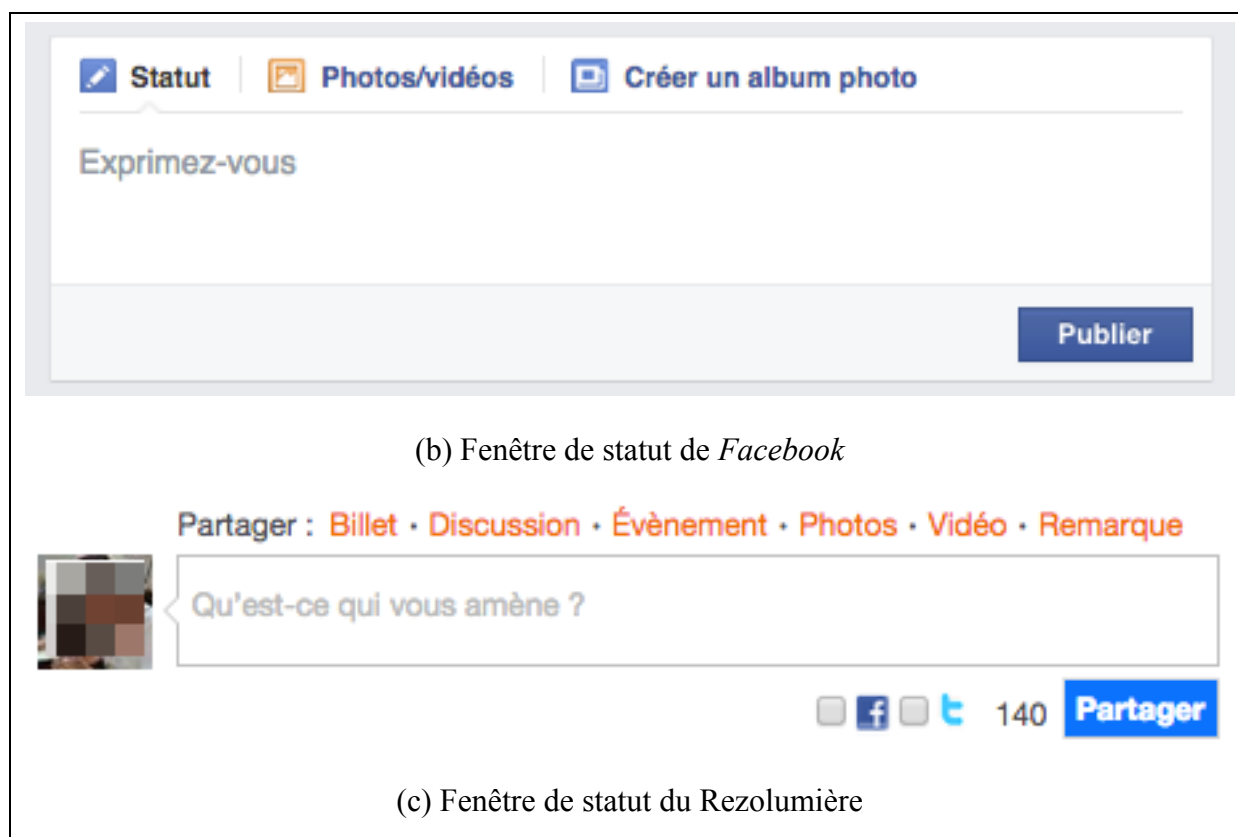 Statut Photos/vidéos Créer un album photo
Exprimez-vous
Publier
(b) Fenêtre de statut de Facebook
Partager : Billet • Discussion • Évènement • Photos • Vidéo • Remarque
Qu'est-ce qui vous amène ?
140 Partager
(c) Fenêtre de statut du Rezolumière